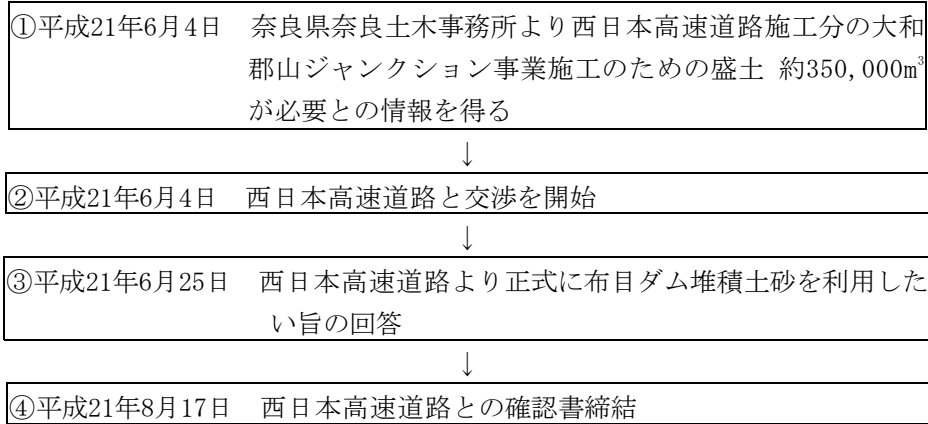 ①平成21年6月4日　奈良県奈良土木事務所より西日本高速道路施工分の大和
郡山ジャンクション事業施工のための盛土 約350,000m³
が必要との情報を得る
↓
②平成21年6月4日　西日本高速道路と交渉を開始
↓
③平成21年6月25日　西日本高速道路より正式に布目ダム堆積土砂を利用した
い旨の回答
↓
④平成21年8月17日　西日本高速道路との確認書締結